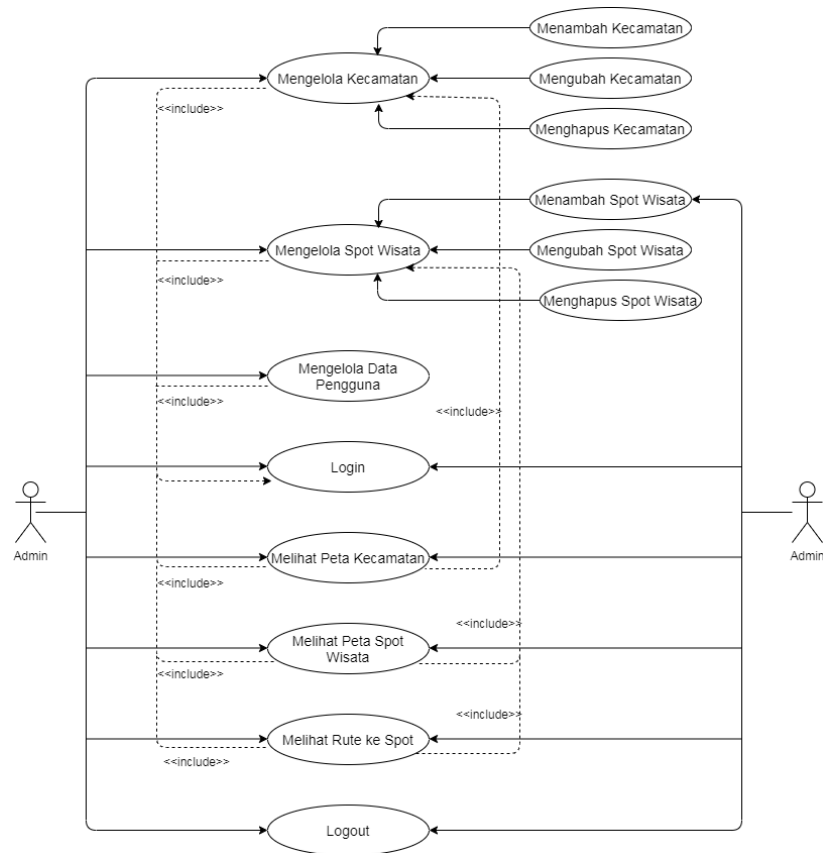 Menambah Kecamatan
Mengelola Kecamatan
Mengubah Kecamatan
<<include>>
Menghapus Kecamatan
Menambah Spot Wisata
Mengelola Spot Wisata
Mengubah Spot Wisata
<<include>>
Menghapus Spot Wisata
Mengelola Data
Pengguna
<<include>>
<<include>>
Login
Admin
Admin
Melihat Peta Kecamatan
<<include>>
<<include>>
Melihat Peta Spot
Wisata
<<include>>
<<include>>
Melihat Rute ke Spot
<<include>>
Logout